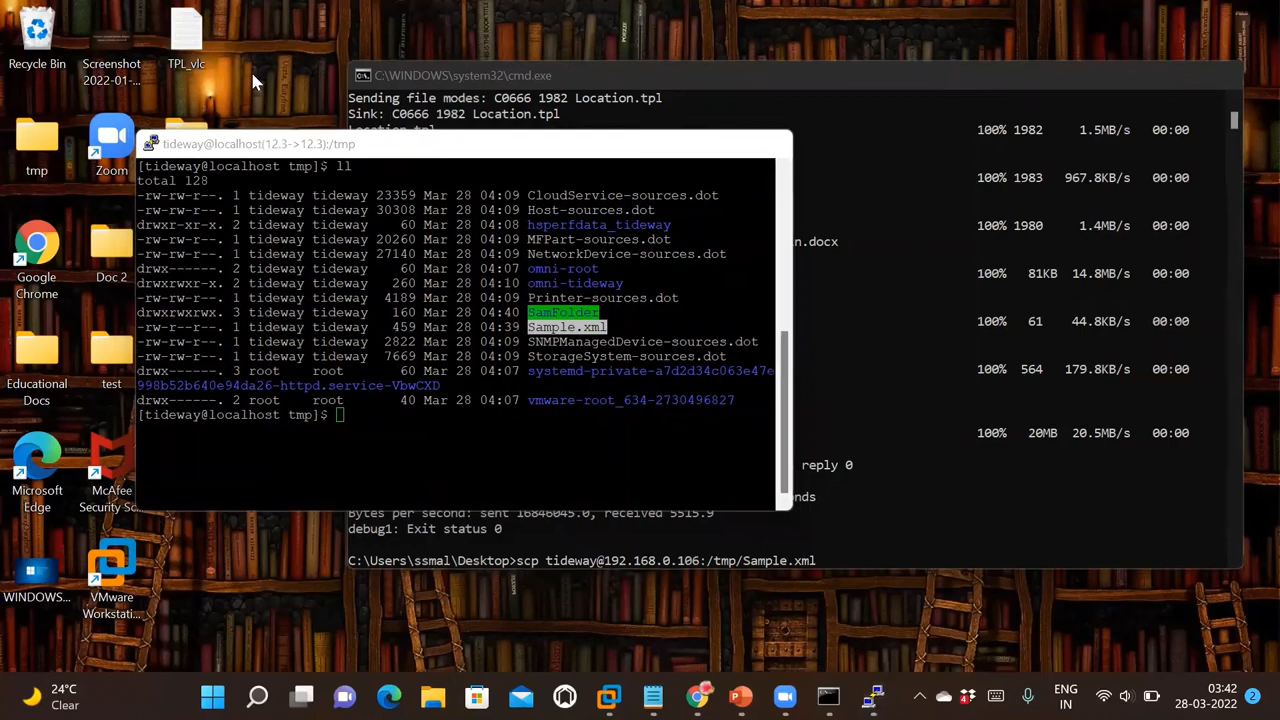 Recycle Bin
Screenshot
2022-01-...
TPL_vlc
tmp
Zoom
Google
Chrome
Doc 2
Educational
Docs
test
Microsoft
Edge
McAfee
Security Sc...
WINDOWS...
VMware
Workstati...
C:\WINDOWS\system32\cmd.exe
Sending file modes: C0666 1982 Location.tpl
Sink: C0666 1982 Location.tpl
Location.tpl
100% 1982 1.5MB/s 00:00
100% 1983 967.8KB/s 00:00
100% 1980 1.4MB/s 00:00
n.docx
100% 81KB 14.8MB/s 00:00
100% 61 44.8KB/s 00:00
100% 564 179.8KB/s 00:00
100% 20MB 20.5MB/s 00:00
reply 0
nds
Bytes per second: sent 16846045.0, received 5515.9
debug1: Exit status 0
C:\Users\ssmal\Desktop>scp tideway@192.168.0.106:/tmp/Sample.xml
tideway@localhost(12.3->12.3):/tmp
[tideway@localhost tmp]$ ll
total 128
-rw-rw-r--. 1 tideway tideway 23359 Mar 28 04:09 CloudService-sources.dot
-rw-rw-r--. 1 tideway tideway 30308 Mar 28 04:09 Host-sources.dot
drwxr-xr-x. 2 tideway tideway 60 Mar 28 04:08 hsperfdata_tideway
-rw-rw-r--. 1 tideway tideway 20260 Mar 28 04:09 MFPart-sources.dot
-rw-rw-r--. 1 tideway tideway 27140 Mar 28 04:09 NetworkDevice-sources.dot
drwx------. 2 tideway tideway 60 Mar 28 04:07 omni-root
drwxrwxr-x. 2 tideway tideway 260 Mar 28 04:10 omni-tideway
-rw-rw-r--. 1 tideway tideway 4189 Mar 28 04:09 Printer-sources.dot
drwxrwxrwx. 3 tideway tideway 160 Mar 28 04:40 SamFolder
-rw-r--r--. 1 tideway tideway 459 Mar 28 04:39 Sample.xml
-rw-rw-r--. 1 tideway tideway 2822 Mar 28 04:09 SNMPManagedDevice-sources.dot
-rw-rw-r--. 1 tideway tideway 7669 Mar 28 04:09 StorageSystem-sources.dot
drwx------. 3 root root 60 Mar 28 04:07 systemd-private-a7d2d34c063e47e
998b52b640e94da26-httpd.service-VbwCXD
drwx------. 2 root root 40 Mar 28 04:07 vmware-root_634-2730496827
[tideway@localhost tmp]$
24°C
Clear
ENG
IN
03:42
28-03-2022
2